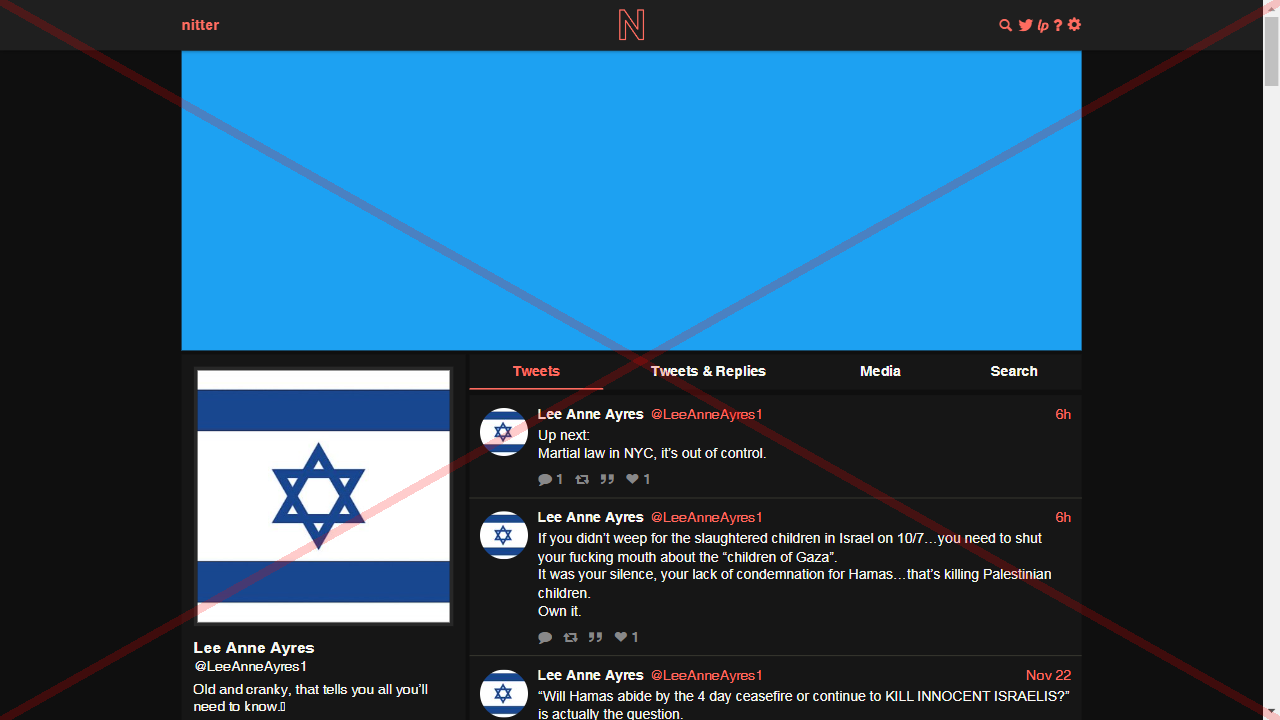 nitter
N
lp ?
Tweets
Tweets & Replies
Media
Search
Lee Anne Ayres @LeeAnneAyres1 6h
Up next:
Martial law in NYC, it's out of control.
1 1
Lee Anne Ayres @LeeAnneAyres1 6h
If you didn’t weep for the slaughtered children in Israel on 10/7…you need to shut
your fucking mouth about the “children of Gaza”.
It was your silence, your lack of condemnation for Hamas…that’s killing Palestinian
children.
Own it.
1
Lee Anne Ayres @LeeAnneAyres1 Nov 22
“Will Hamas abide by the 4 day ceasefire or continue to KILL INNOCENT ISRAELIS?”
is actually the question.
Lee Anne Ayres
@LeeAnneAyres1
Old and cranky, that tells you all you’ll
need to know.